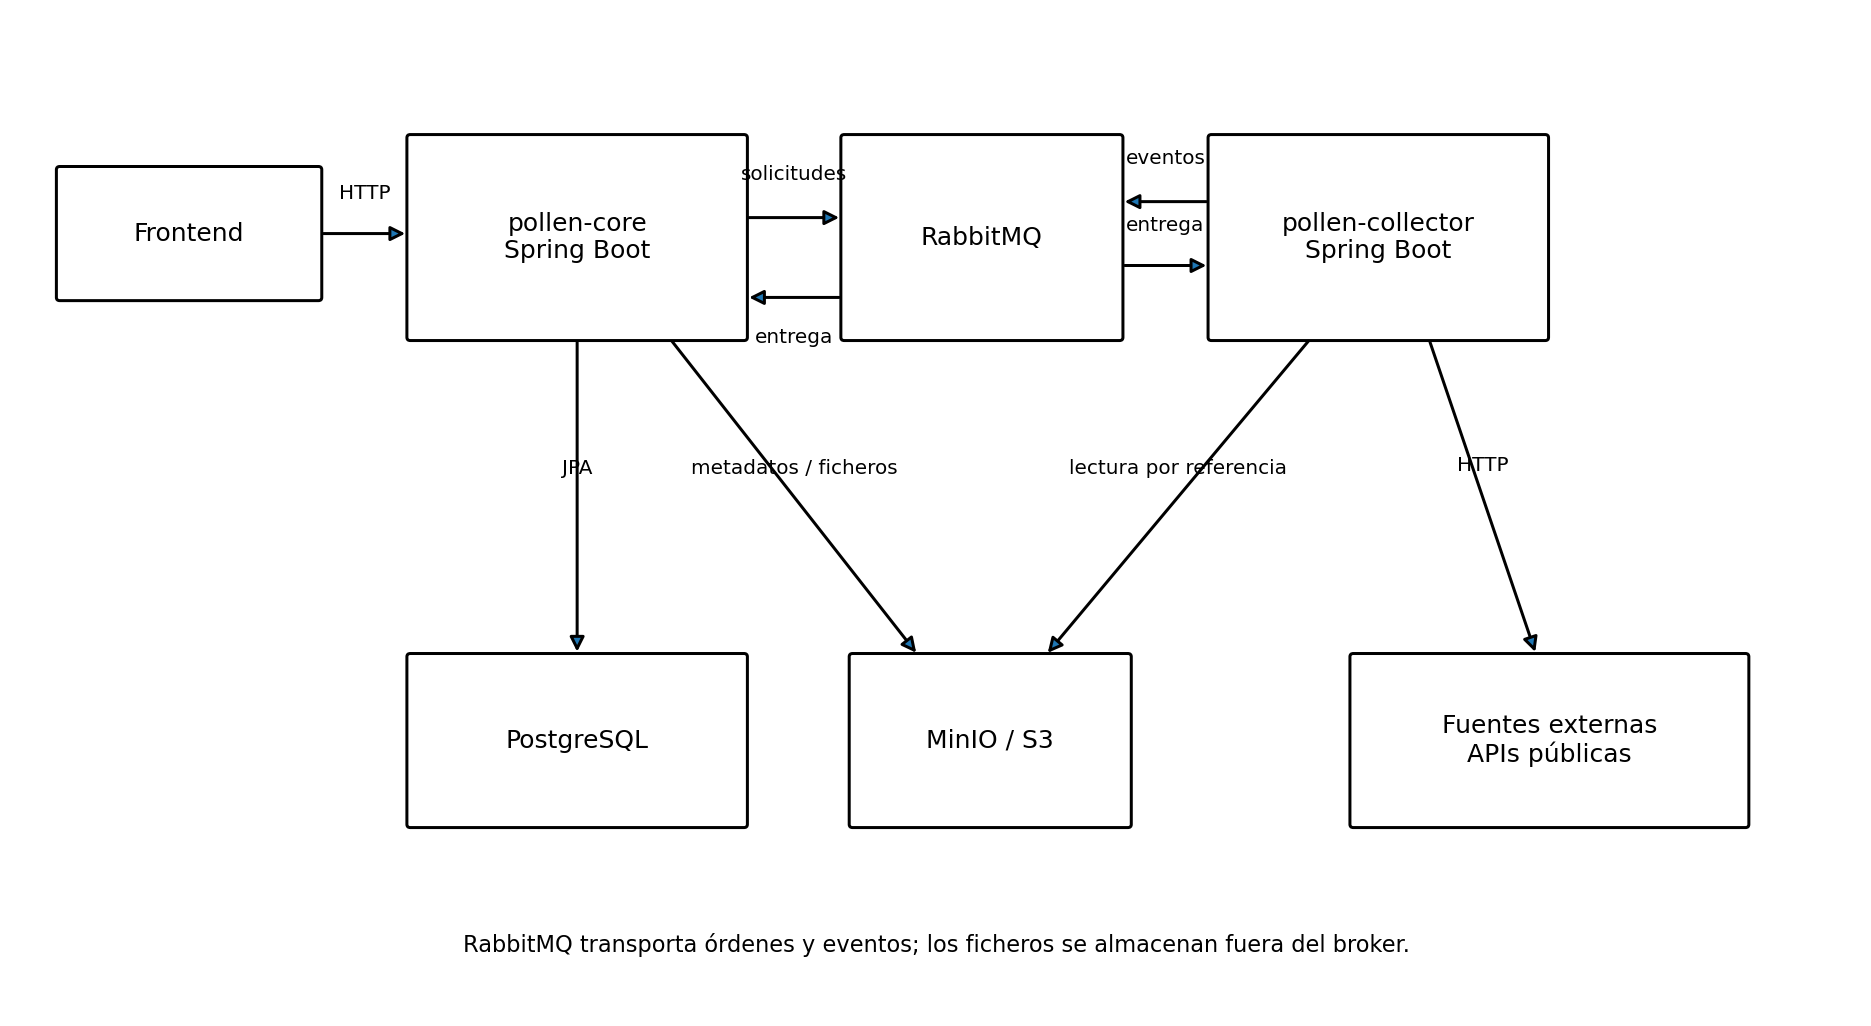 Frontend
HTTP
pollen-core
Spring Boot
solicitudes
entrega
RabbitMQ
eventos
entrega
pollen-collector
Spring Boot
JPA
metadatos / ficheros
lectura por referencia
HTTP
PostgreSQL
MinIO / S3
Fuentes externas
APIs públicas
RabbitMQ transporta órdenes y eventos; los ficheros se almacenan fuera del broker.